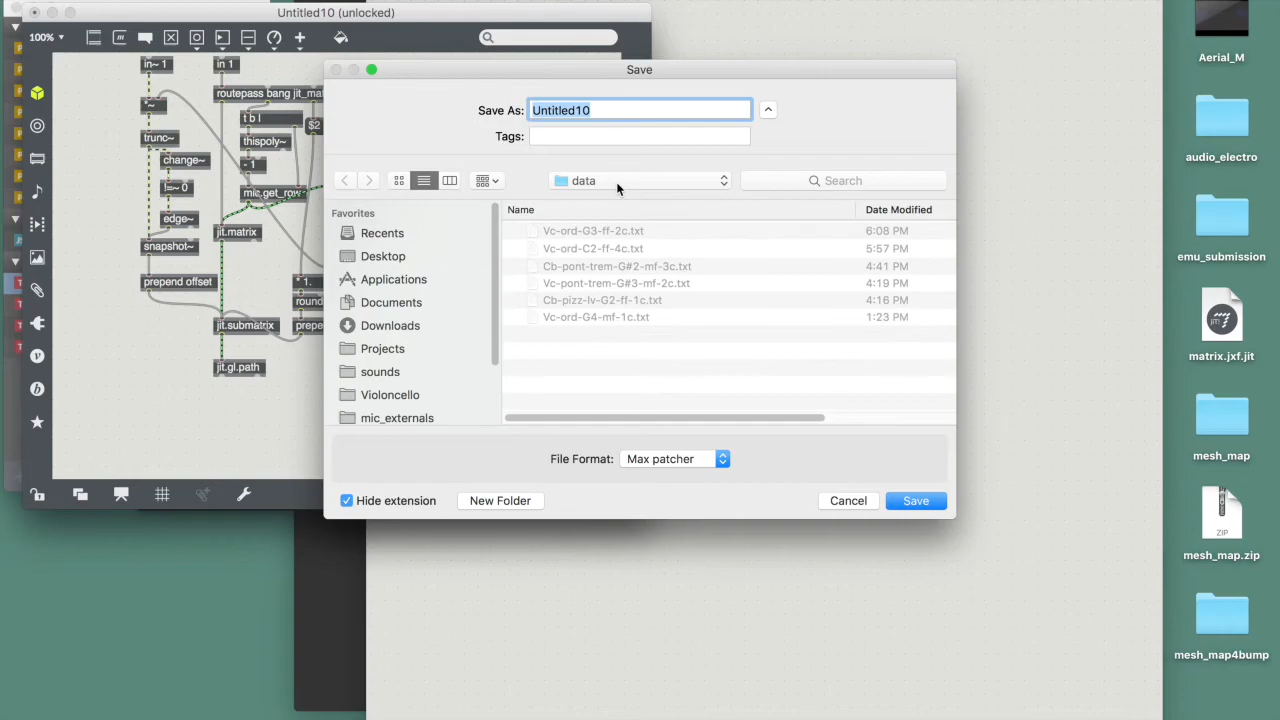 Untitled10 (unlocked)
100%
in~ 1
in 1
*~
routepass bang jit_mat
t b l
$2
trunc~
thispoly~
change~
- 1
!=~ 0
mic.get_row
edge~
jit.matrix
snapshot~
prepend offset
* 1.
round
jit.submatrix
prepe
jit.gl.path
Save
Save As:
Untitled10
Tags:
data
Search
Favorites
Recents
Desktop
Applications
Documents
Downloads
Projects
sounds
Violoncello
mic_externals
Name
Date Modified
Vc-ord-G3-ff-2c.txt
6:08 PM
Vc-ord-C2-ff-4c.txt
5:57 PM
Cb-pont-trem-G#2-mf-3c.txt
4:41 PM
Vc-pont-trem-G#3-mf-2c.txt
4:19 PM
Cb-pizz-lv-G2-ff-1c.txt
4:16 PM
Vc-ord-G4-mf-1c.txt
1:23 PM
File Format:
Max patcher
Hide extension
New Folder
Cancel
Save
Aerial_M
audio_electro
emu_submission
JIT!
matrix.jxf.jit
mesh_map
ZIP
mesh_map.zip
mesh_map4bump